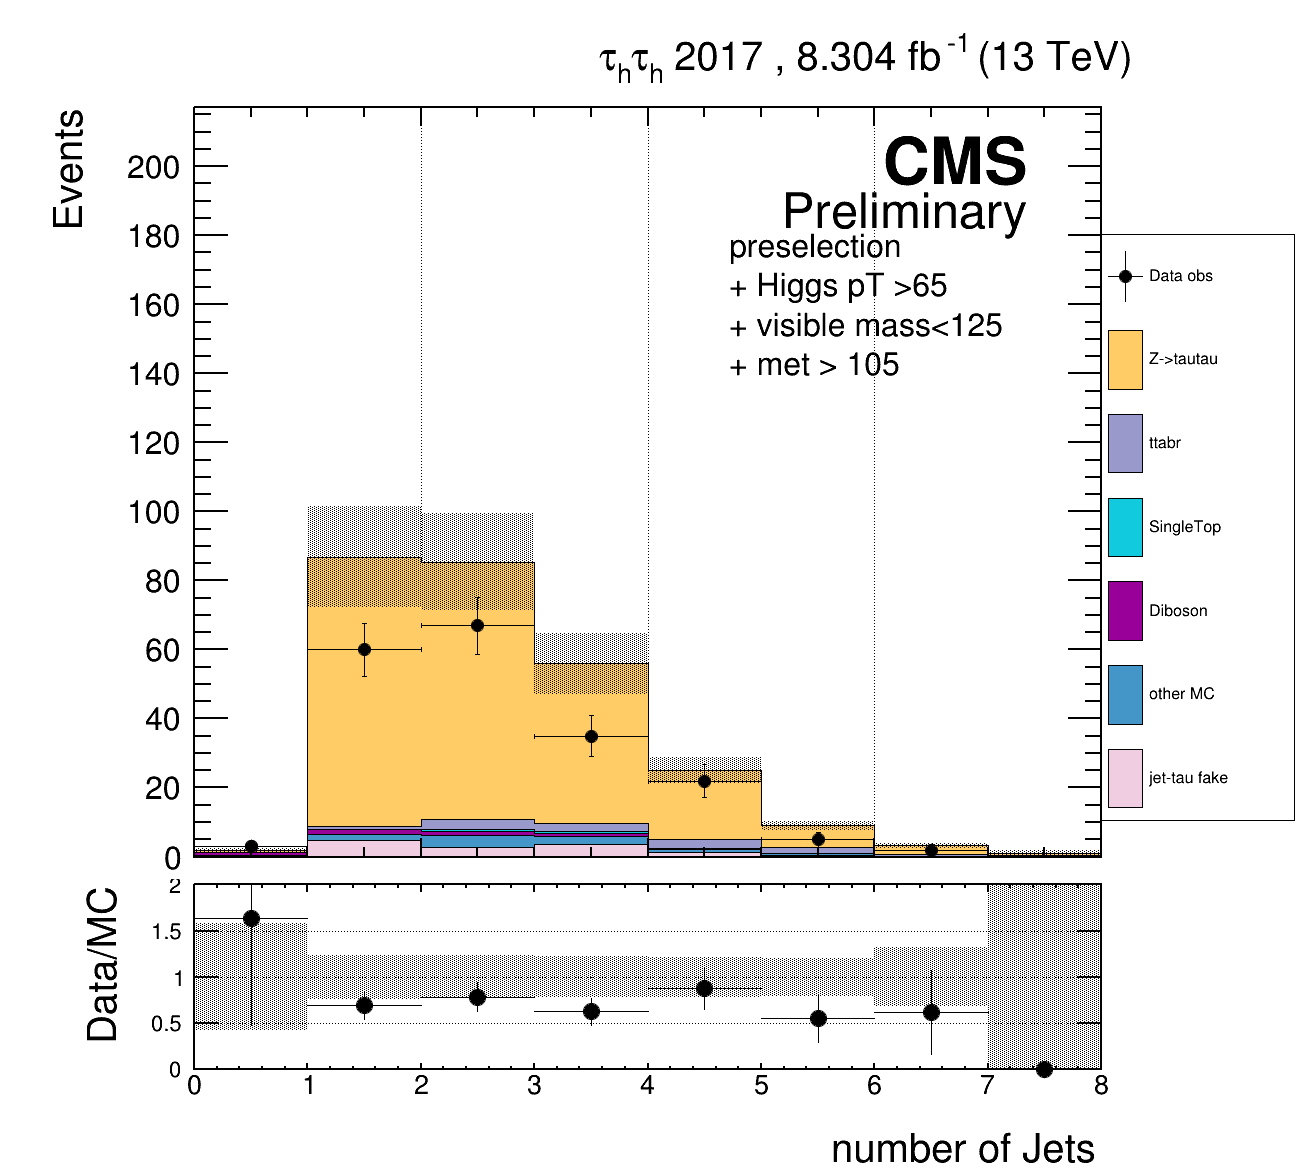 τhτh 2017 , 8.304 fb-1 (13 TeV)
Events
200
180
160
140
120
100
80
60
40
20
0
CMS
Preliminary
preselection
+ Higgs pT >65
+ visible mass<125
+ met > 105
Data obs
Z->tautau
ttabr
SingleTop
Diboson
other MC
jet-tau fake
Data/MC
2
1.5
1
0.5
0
0 1 2 3 4 5 6 7 8
number of Jets